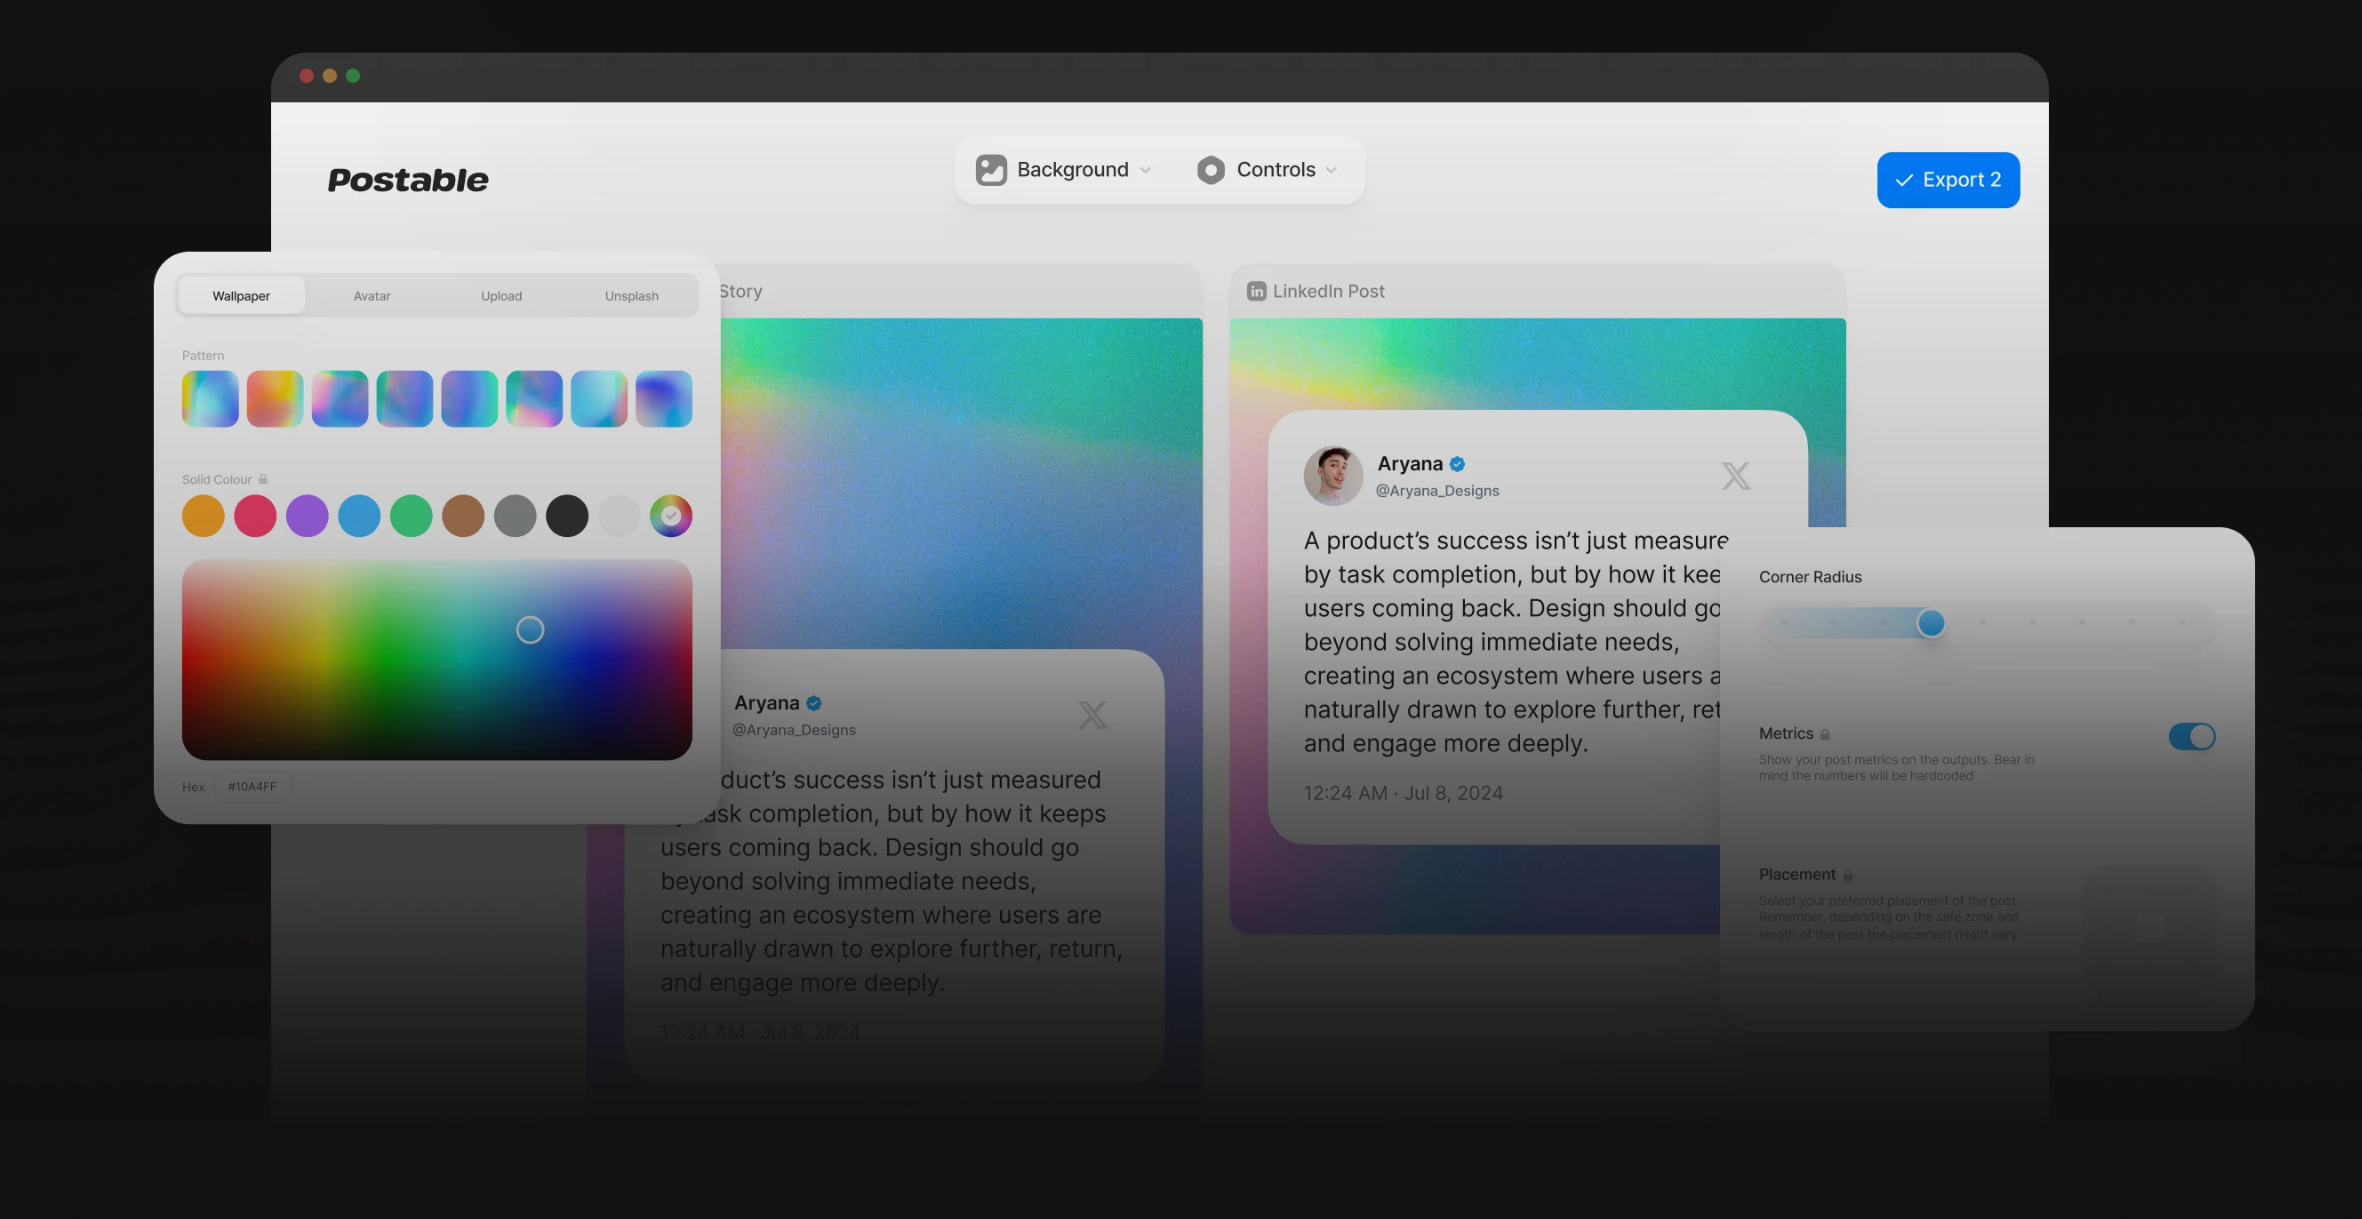 Postable
Background
Controls
Export 2
Wallpaper
Avatar
Upload
Unsplash
Pattern
Solid Colour
Hex
#10A4FF
Story
Aryana
@Aryana_Designs
duct’s success isn’t just measured
ask completion, but by how it keeps
users coming back. Design should go
beyond solving immediate needs,
creating an ecosystem where users are
naturally drawn to explore further, return,
and engage more deeply.
12:24 AM · Jul 8, 2024
in LinkedIn Post
Aryana
@Aryana_Designs
A product’s success isn’t just measure
by task completion, but by how it kee
users coming back. Design should go
beyond solving immediate needs,
creating an ecosystem where users a
naturally drawn to explore further, ret
and engage more deeply.
12:24 AM · Jul 8, 2024
Corner Radius
Metrics
Show your post metrics on the outputs. Bear in
mind the numbers will be hardcoded
Placement
Select your preferred placement of the post.
Remember, depending on the safe zone and
length of the post the placement might vary.